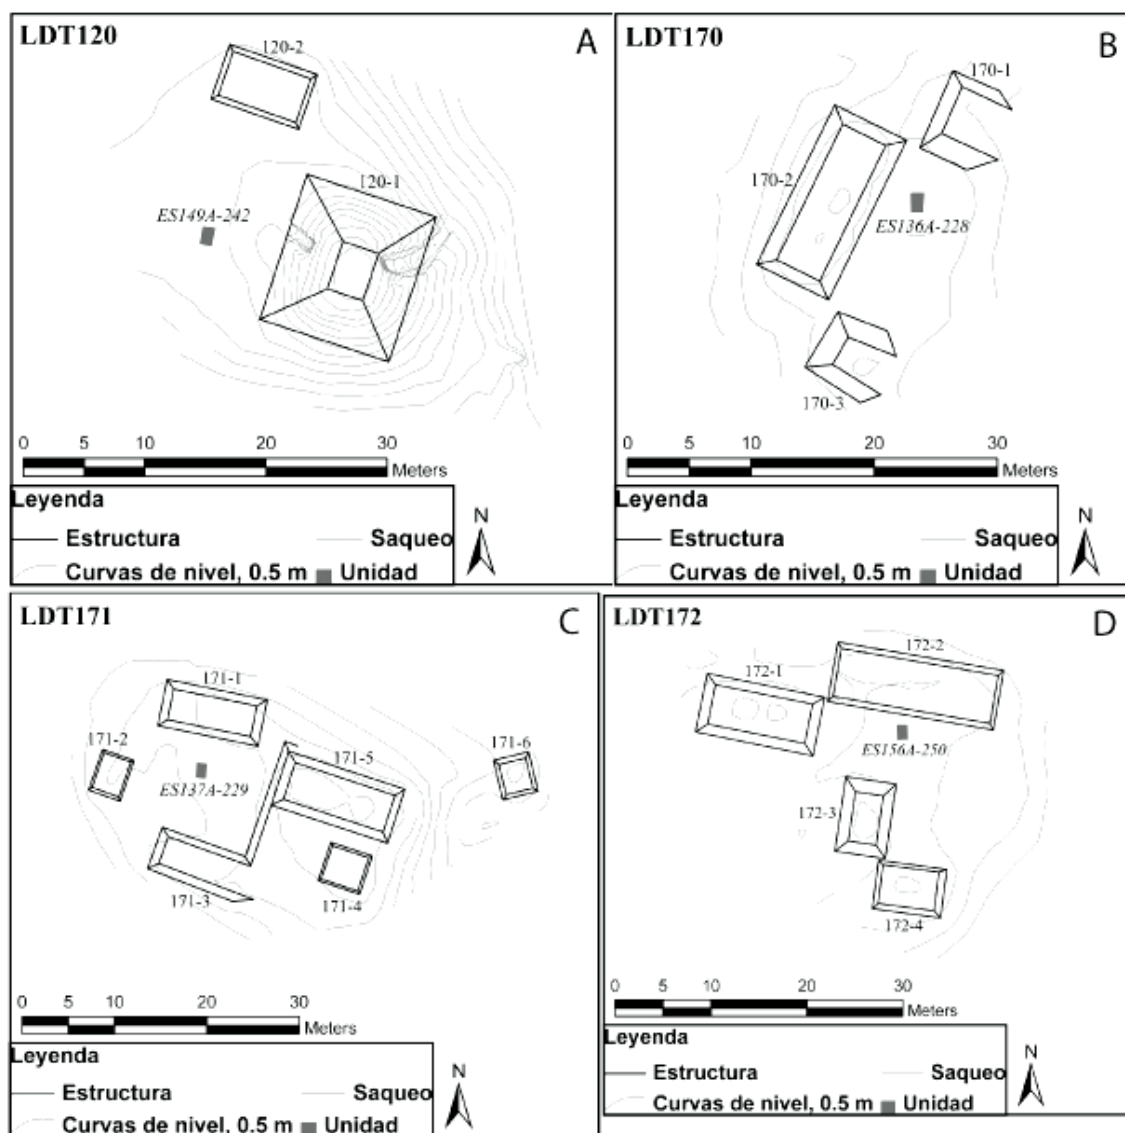 LDT120
A
120-2
120-1
ES149A-242
0 5 10 20 30
Meters
Leyenda
Estructura Saqueo
Curvas de nivel, 0.5 m Unidad
N
LDT170
B
170-1
170-2
ES136A-228
170-3
0 5 10 20 30
Meters
Leyenda
Estructura Saqueo
Curvas de nivel, 0.5 m Unidad
N
LDT171
C
171-1
171-2
171-6
171-5
ES137A-229
171-3
171-4
0 5 10 20 30
Meters
Leyenda
Estructura Saqueo
Curvas de nivel, 0.5 m Unidad
N
LDT172
D
172-2
172-1
ES156A-250
172-3
172-4
0 5 10 20 30
Meters
Leyenda
Estructura Saqueo
Curvas de nivel, 0.5 m Unidad
N